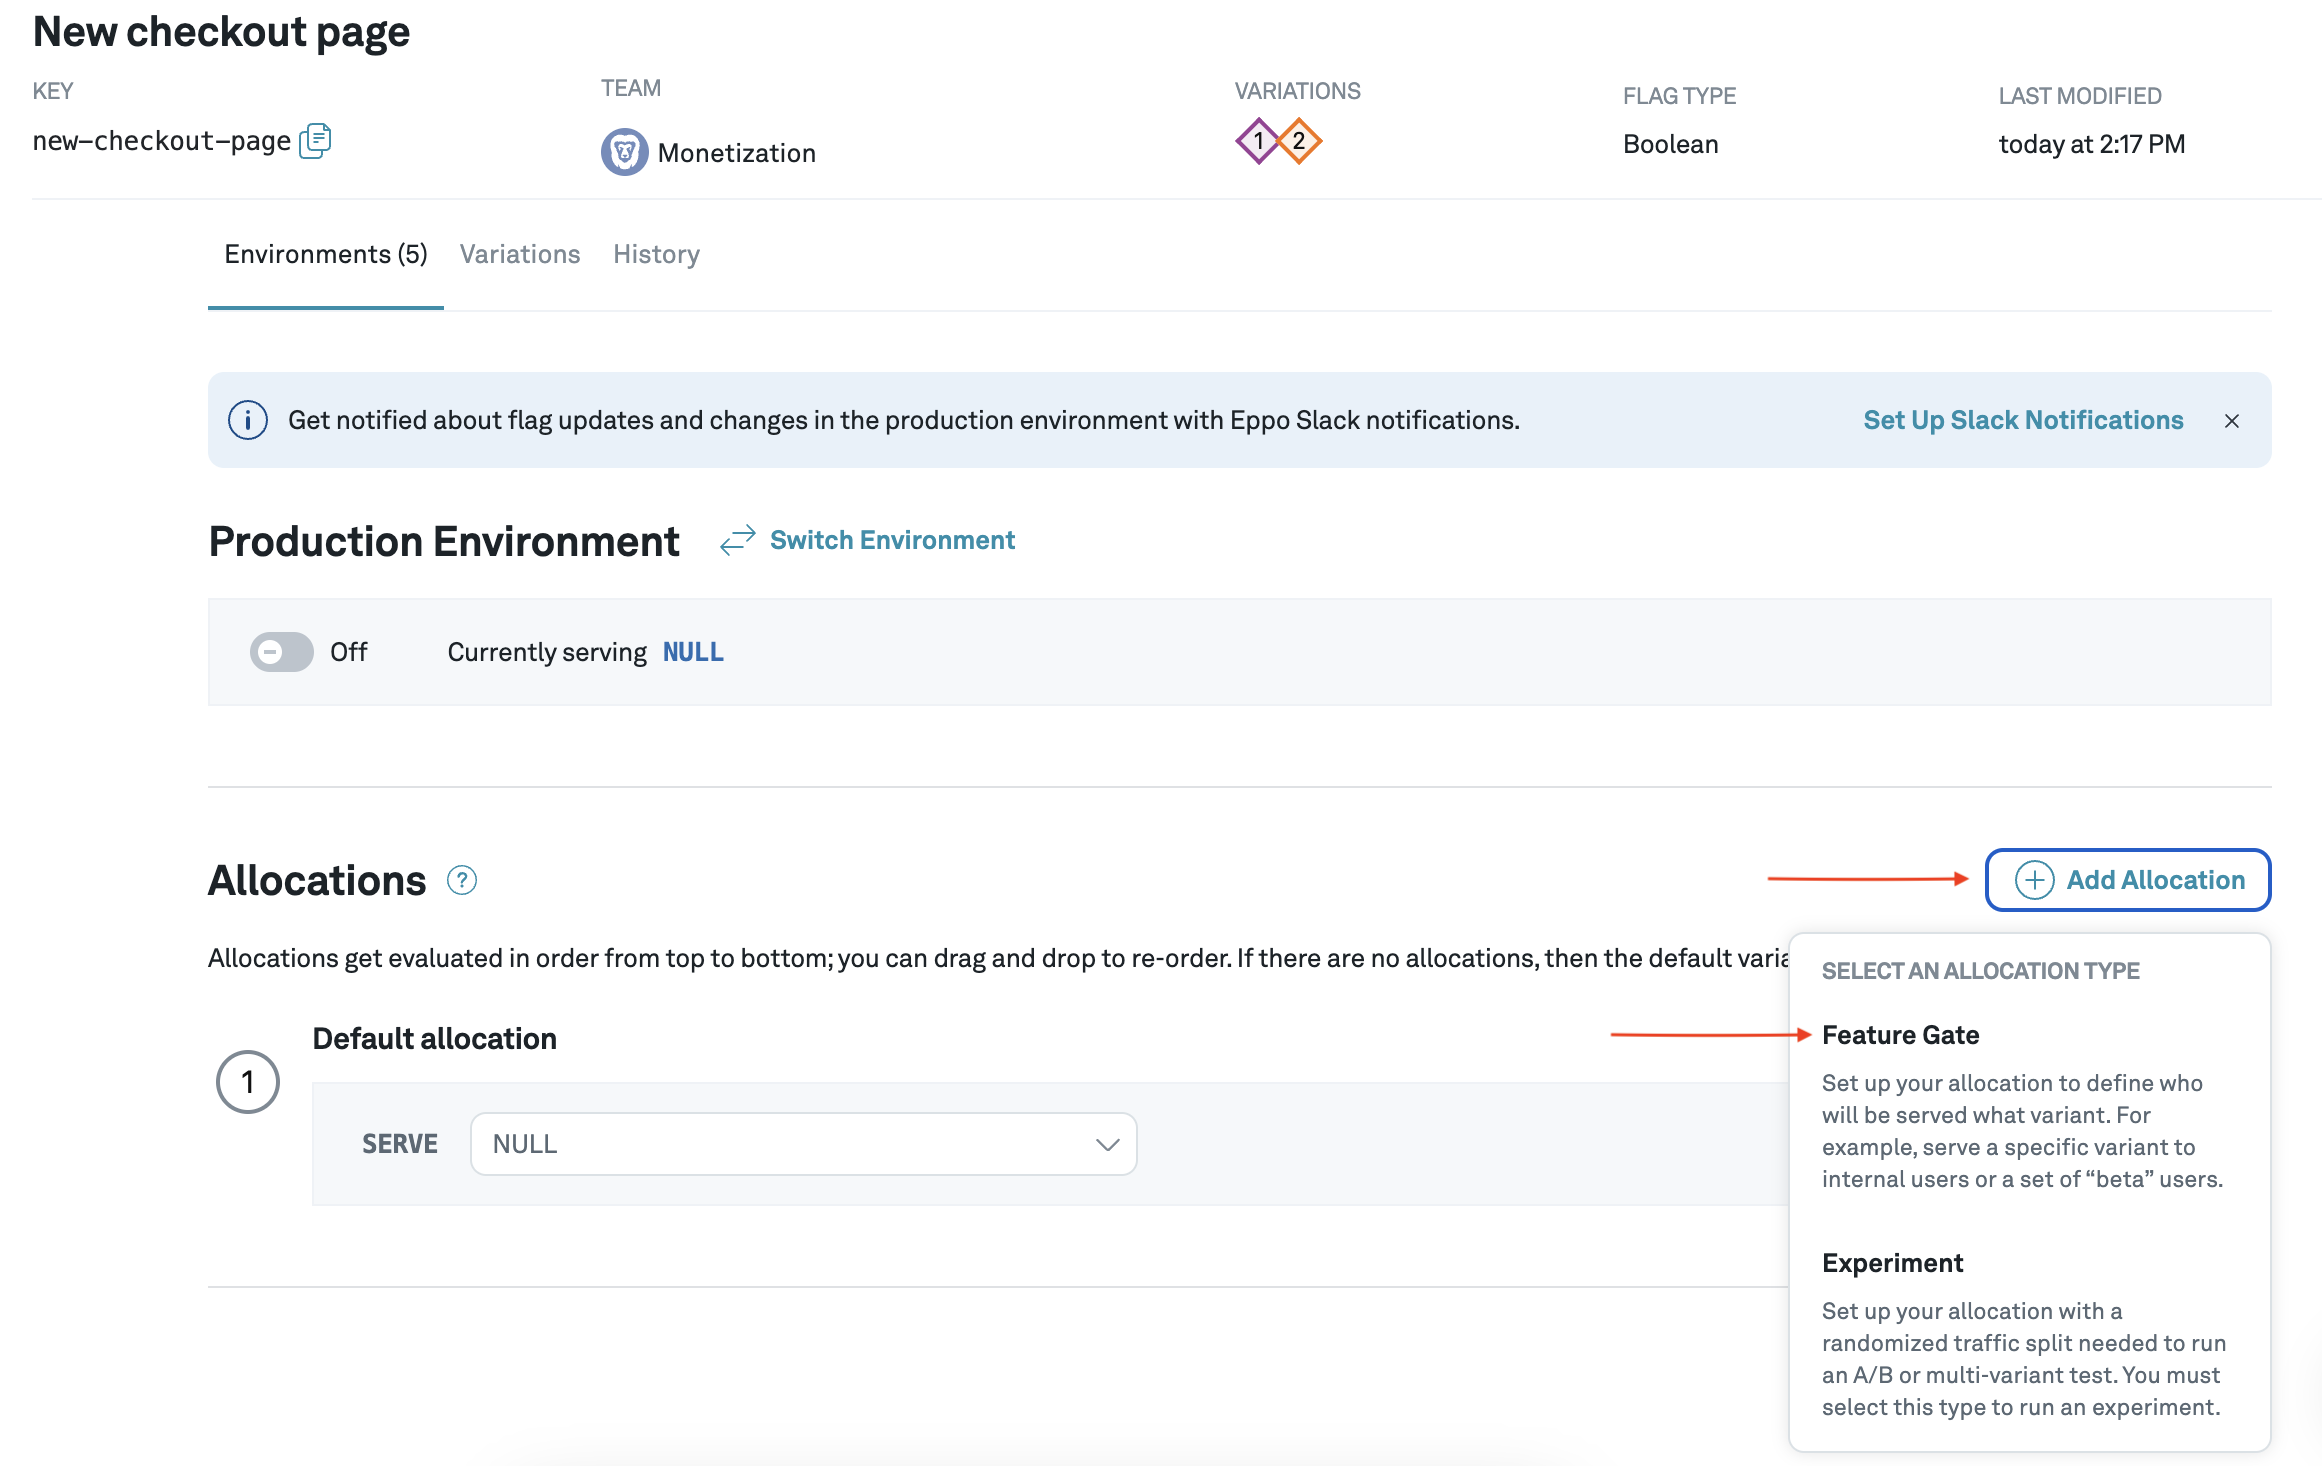 New checkout page
KEY
TEAM
VARIATIONS
FLAG TYPE
LAST MODIFIED
new-checkout-page
Monetization
1 2
Boolean
today at 2:17 PM
Environments (5)
Variations
History
Get notified about flag updates and changes in the production environment with Eppo Slack notifications.
Set Up Slack Notifications
Production Environment
Switch Environment
Off
Currently serving NULL
Allocations ?
Add Allocation
Allocations get evaluated in order from top to bottom; you can drag and drop to re-order. If there are no allocations, then the default
SELECT AN ALLOCATION TYPE
Feature Gate
Set up your allocation to define who
will be served what variant. For
example, serve a specific variant to
internal users or a set of “beta” users.
Experiment
Set up your allocation with a
randomized traffic split needed to run
an A/B or multi-variant test. You must
select this type to run an experiment.
1
Default allocation
SERVE
NULL